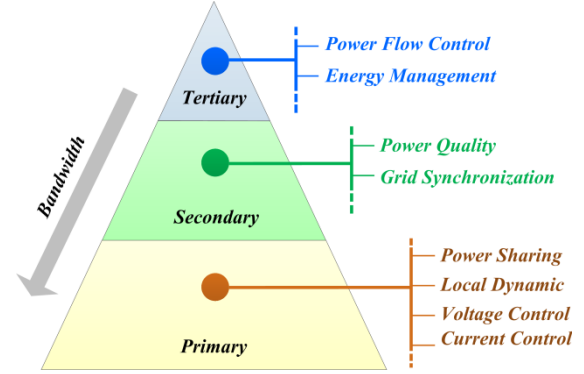 Power Flow Control
Energy Management
Tertiary
Bandwidth
Power Quality
Grid Synchronization
Secondary
Power Sharing
Local Dynamic
Voltage Control
Current Control
Primary